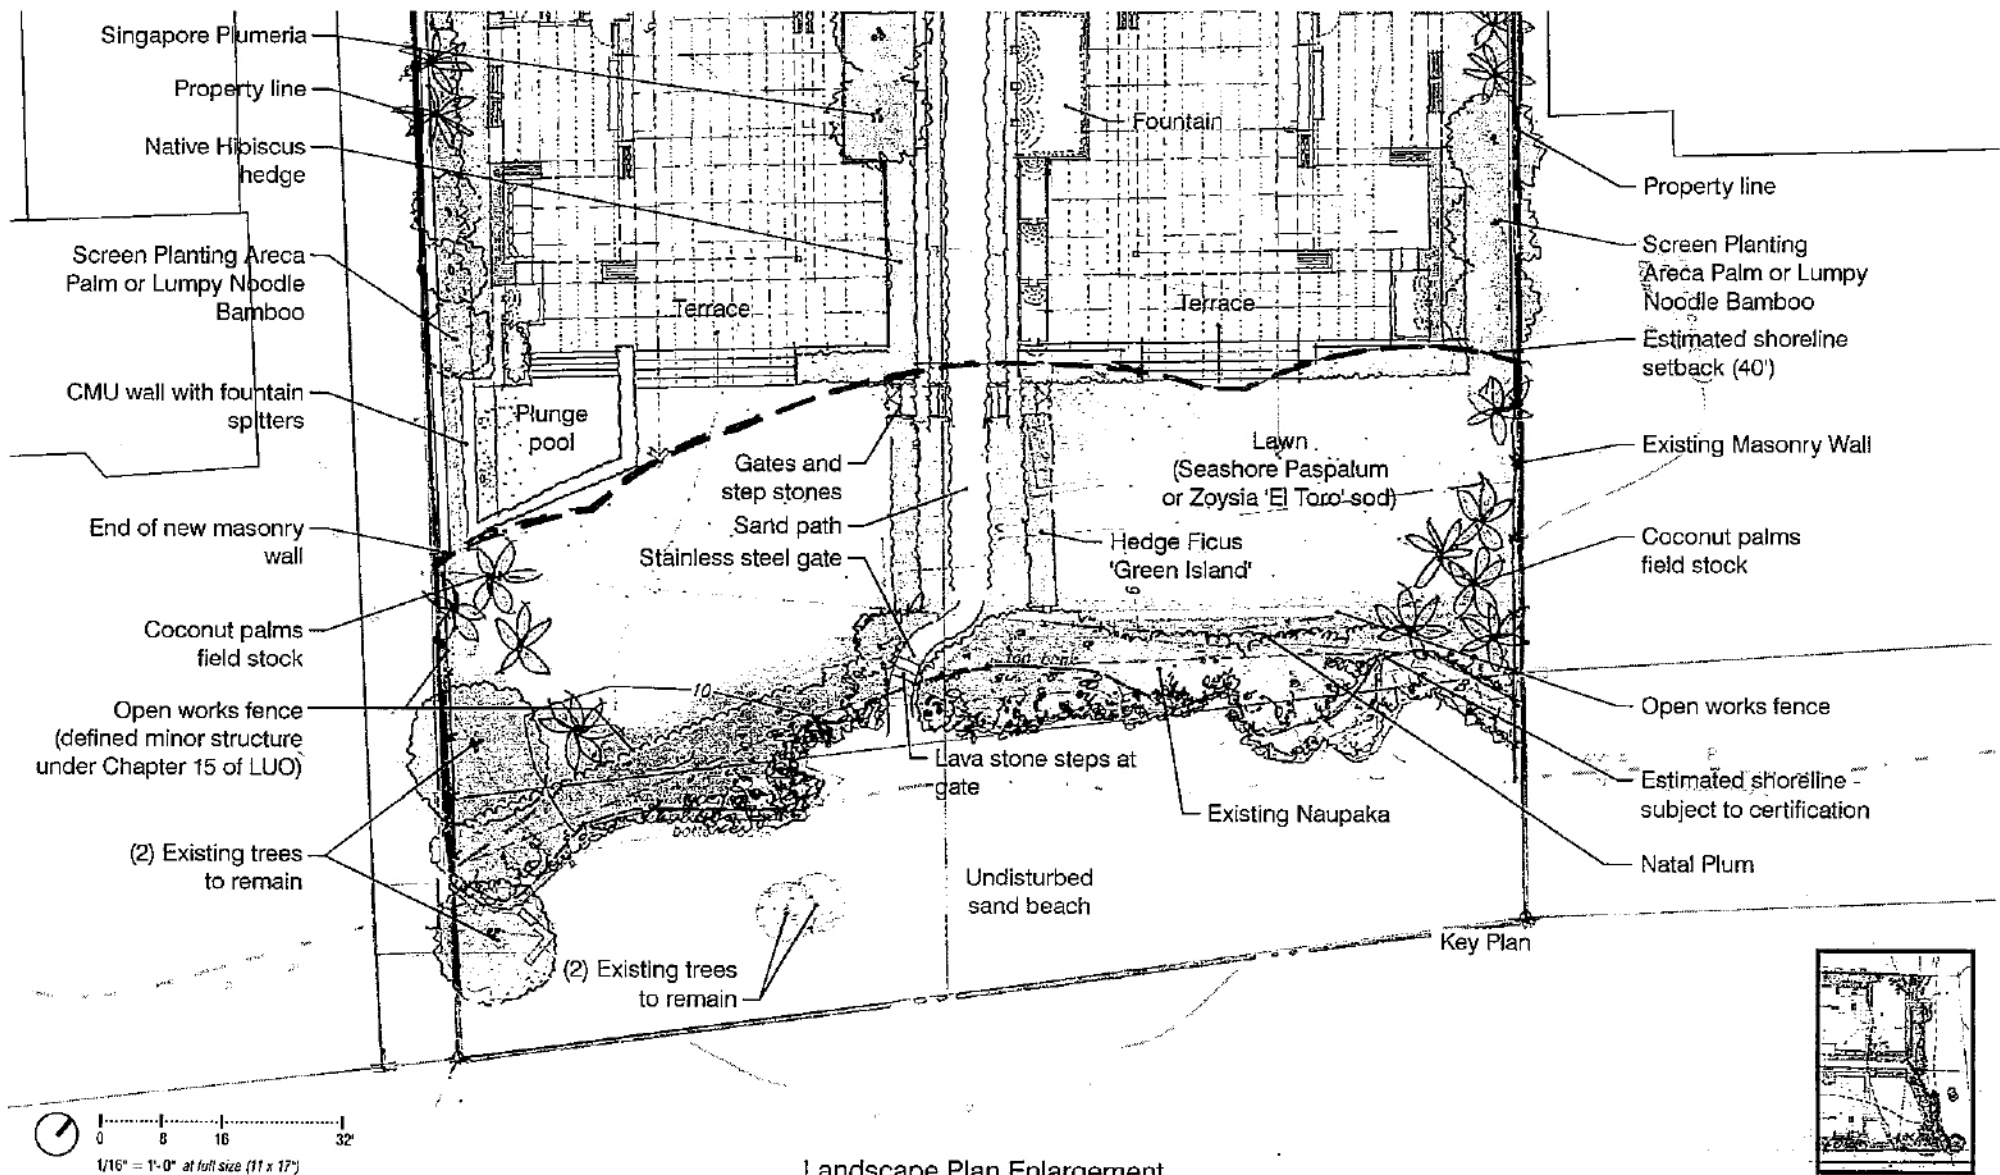 Singapore Plumeria
Property line
Native Hibiscus
hedge
Screen Planting Areca
Palm or Lumpy Noodle
Bamboo
CMU wall with fountain
spitters
End of new masonry
wall
Coconut palms
field stock
Open works fence
(defined minor structure
under Chapter 15 of LUO)
(2) Existing trees
to remain
Terrace
Plunge
pool
Gates and
step stones
Sand path
Stainless steel gate
10
(2) Existing trees
to remain
Fountain
Terrace
Lawn
(Seashore Paspalum
or Zoysia 'El Toro' sod)
Hedge Ficus
'Green Island'
Lava stone steps at
gate
Existing Naupaka
Undisturbed
sand beach
Property line
Screen Planting
Areca Palm or Lumpy
Noodle Bamboo
Estimated shoreline
setback (40')
Existing Masonry Wall
Coconut palms
field stock
Open works fence
Estimated shoreline -
subject to certification
Natal Plum
Key Plan
0 8 16 32'
1/16" = 1'-0" at full size (11 x 17")
Landscape Plan Enlargement